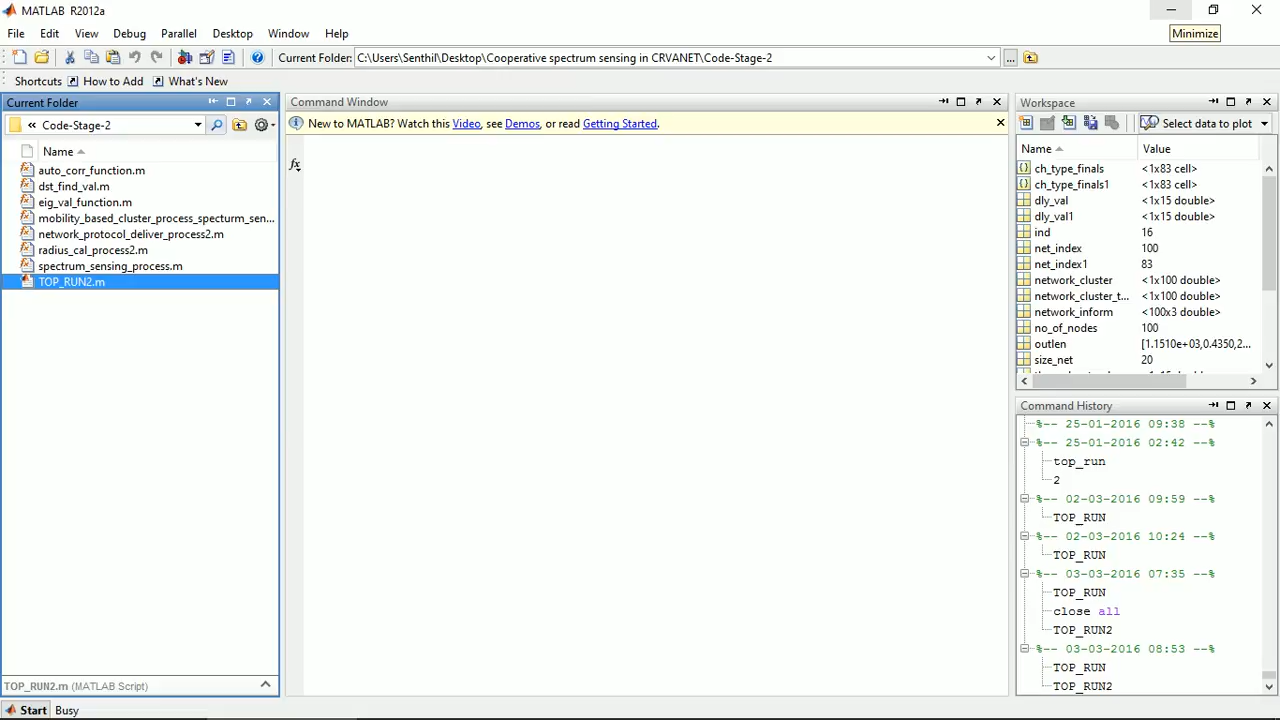 MATLAB R2012a
Minimize
File Edit View Debug Parallel Desktop Window Help
Current Folder: C:\Users\Senthil\Desktop\Cooperative spectrum sensing in CRVANET\Code-Stage-2
Shortcuts How to Add What's New
Current Folder
« Code-Stage-2
Name
auto_corr_function.m
dst_find_val.m
eig_val_function.m
mobility_based_cluster_process_specturm_sen...
network_protocol_deliver_process2.m
radius_cal_process2.m
spectrum_sensing_process.m
TOP_RUN2.m
TOP_RUN2.m (MATLAB Script)
Start Busy
Command Window
New to MATLAB? Watch this Video, see Demos, or read Getting Started.
fx
Workspace
Select data to plot
Name Value
ch_type_finals <1x83 cell>
ch_type_finals1 <1x83 cell>
dly_val <1x15 double>
dly_val1 <1x15 double>
ind 16
net_index 100
net_index1 83
network_cluster <1x100 double>
network_cluster_t... <1x100 double>
network_inform <100x3 double>
no_of_nodes 100
outlen [1.1510e+03,0.4350,2...
size_net 20
Command History
%-- 25-01-2016 09:38 --%
%-- 25-01-2016 02:42 --%
top_run
2
%-- 02-03-2016 09:59 --%
TOP_RUN
%-- 02-03-2016 10:24 --%
TOP_RUN
%-- 03-03-2016 07:35 --%
TOP_RUN
close all
TOP_RUN2
%-- 03-03-2016 08:53 --%
TOP_RUN
TOP_RUN2